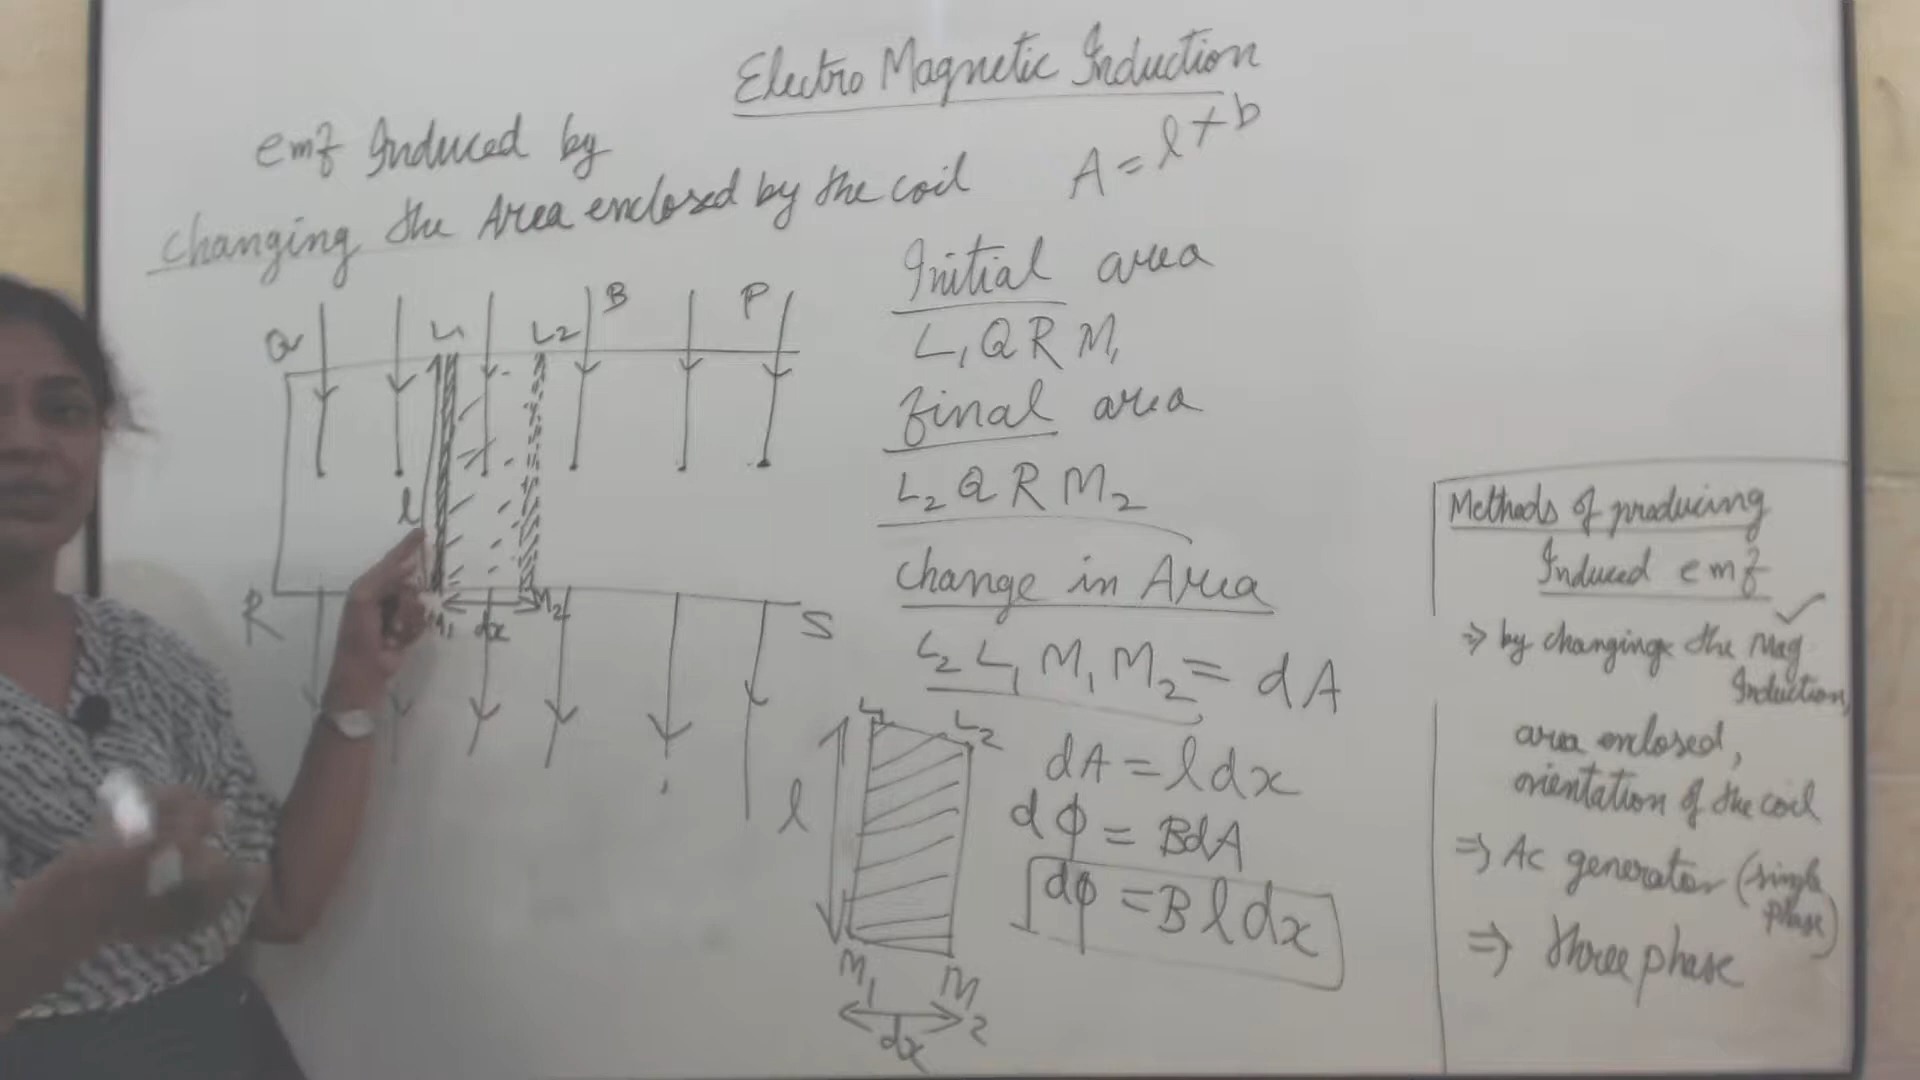 Electro Magnetic Induction
emf Induced by
changing the Area enclosed by the coil
A = l × b
Q
L1
L2
B
P
l
R
M1
dx
M2
S
Initial area
L1 Q R M1
final area
L2 Q R M2
change in Area
L2 L1 M1 M2 = dA
L1
L2
l
M1
M2
dx
dA = l dx
dϕ = BdA
dϕ = B l dx
Methods of producing
Induced emf
⇒ by changing the Mag
Induction,
area enclosed,
orientation of the coil
⇒ Ac generator (single
phase)
⇒ three phase